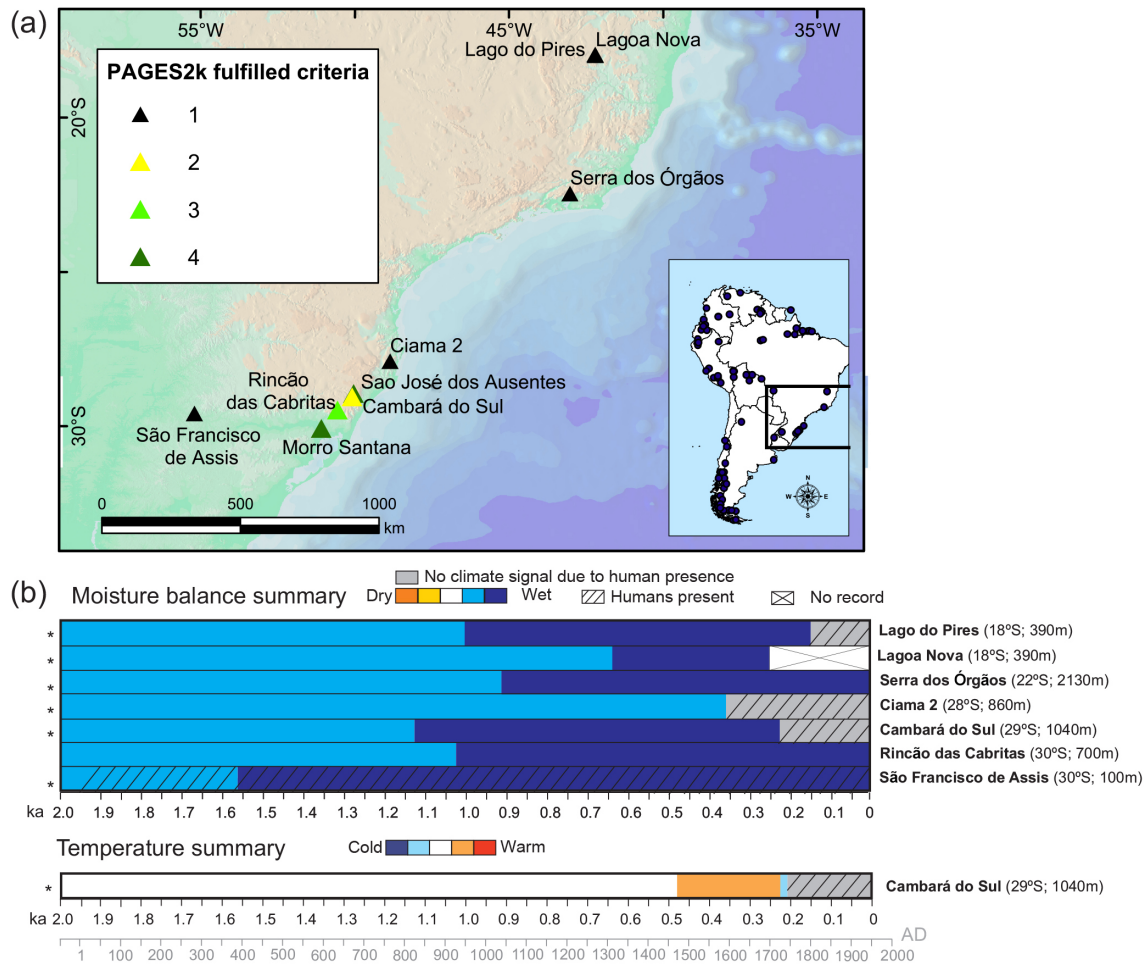 (a)
55°W
45°W
35°W
20°S
30°S
PAGES2k fulfilled criteria
1
2
3
4
Lagoa Nova
Lago do Pires
Serra dos Órgãos
Ciama 2
Sao José dos Ausentes
Rincão
das Cabritas
Cambará do Sul
São Francisco
de Assis
Morro Santana
0 500 1000
km
N
W E
S
(b)
Moisture balance summary
No climate signal due to human presence
Dry Wet Humans present No record
* Lago do Pires (18ºS; 390m)
* Lagoa Nova (18ºS; 390m)
* Serra dos Órgãos (22ºS; 2130m)
* Ciama 2 (28ºS; 860m)
* Cambará do Sul (29ºS; 1040m)
Rincão das Cabritas (30ºS; 700m)
* São Francisco de Assis (30ºS; 100m)
ka 2.0 1.9 1.8 1.7 1.6 1.5 1.4 1.3 1.2 1.1 1.0 0.9 0.8 0.7 0.6 0.5 0.4 0.3 0.2 0.1 0
Temperature summary Cold Warm
* Cambará do Sul (29ºS; 1040m)
ka 2.0 1.9 1.8 1.7 1.6 1.5 1.4 1.3 1.2 1.1 1.0 0.9 0.8 0.7 0.6 0.5 0.4 0.3 0.2 0.1 0
AD
1 100 200 300 400 500 600 700 800 900 1000 1100 1200 1300 1400 1500 1600 1700 1800 1900 2000